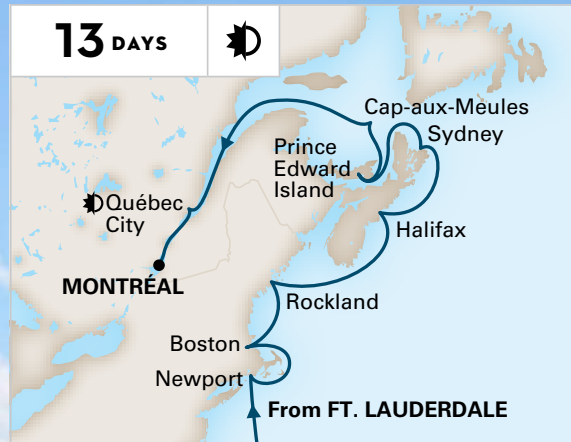 13 DAYS
Cap-aux-Meules
Sydney
Prince
Edward
Island
Québec
City
Halifax
MONTRÉAL
Rockland
Boston
Newport
From FT. LAUDERDALE